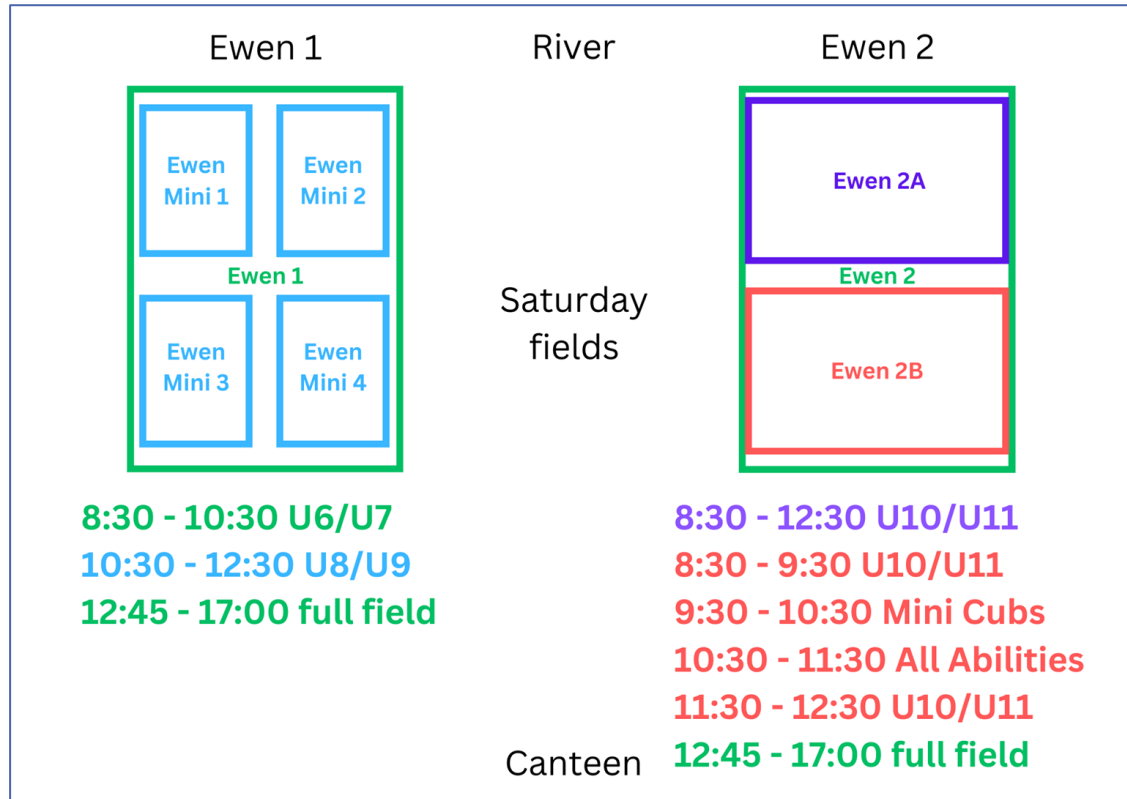 Ewen 1
River
Ewen 2
Ewen
Mini 1
Ewen
Mini 2
Ewen 1
Ewen
Mini 3
Ewen
Mini 4
Saturday
fields
Ewen 2A
Ewen 2
Ewen 2B
8:30 - 10:30 U6/U7
10:30 - 12:30 U8/U9
12:45 - 17:00 full field
8:30 - 12:30 U10/U11
8:30 - 9:30 U10/U11
9:30 - 10:30 Mini Cubs
10:30 - 11:30 All Abilities
11:30 - 12:30 U10/U11
12:45 - 17:00 full field
Canteen